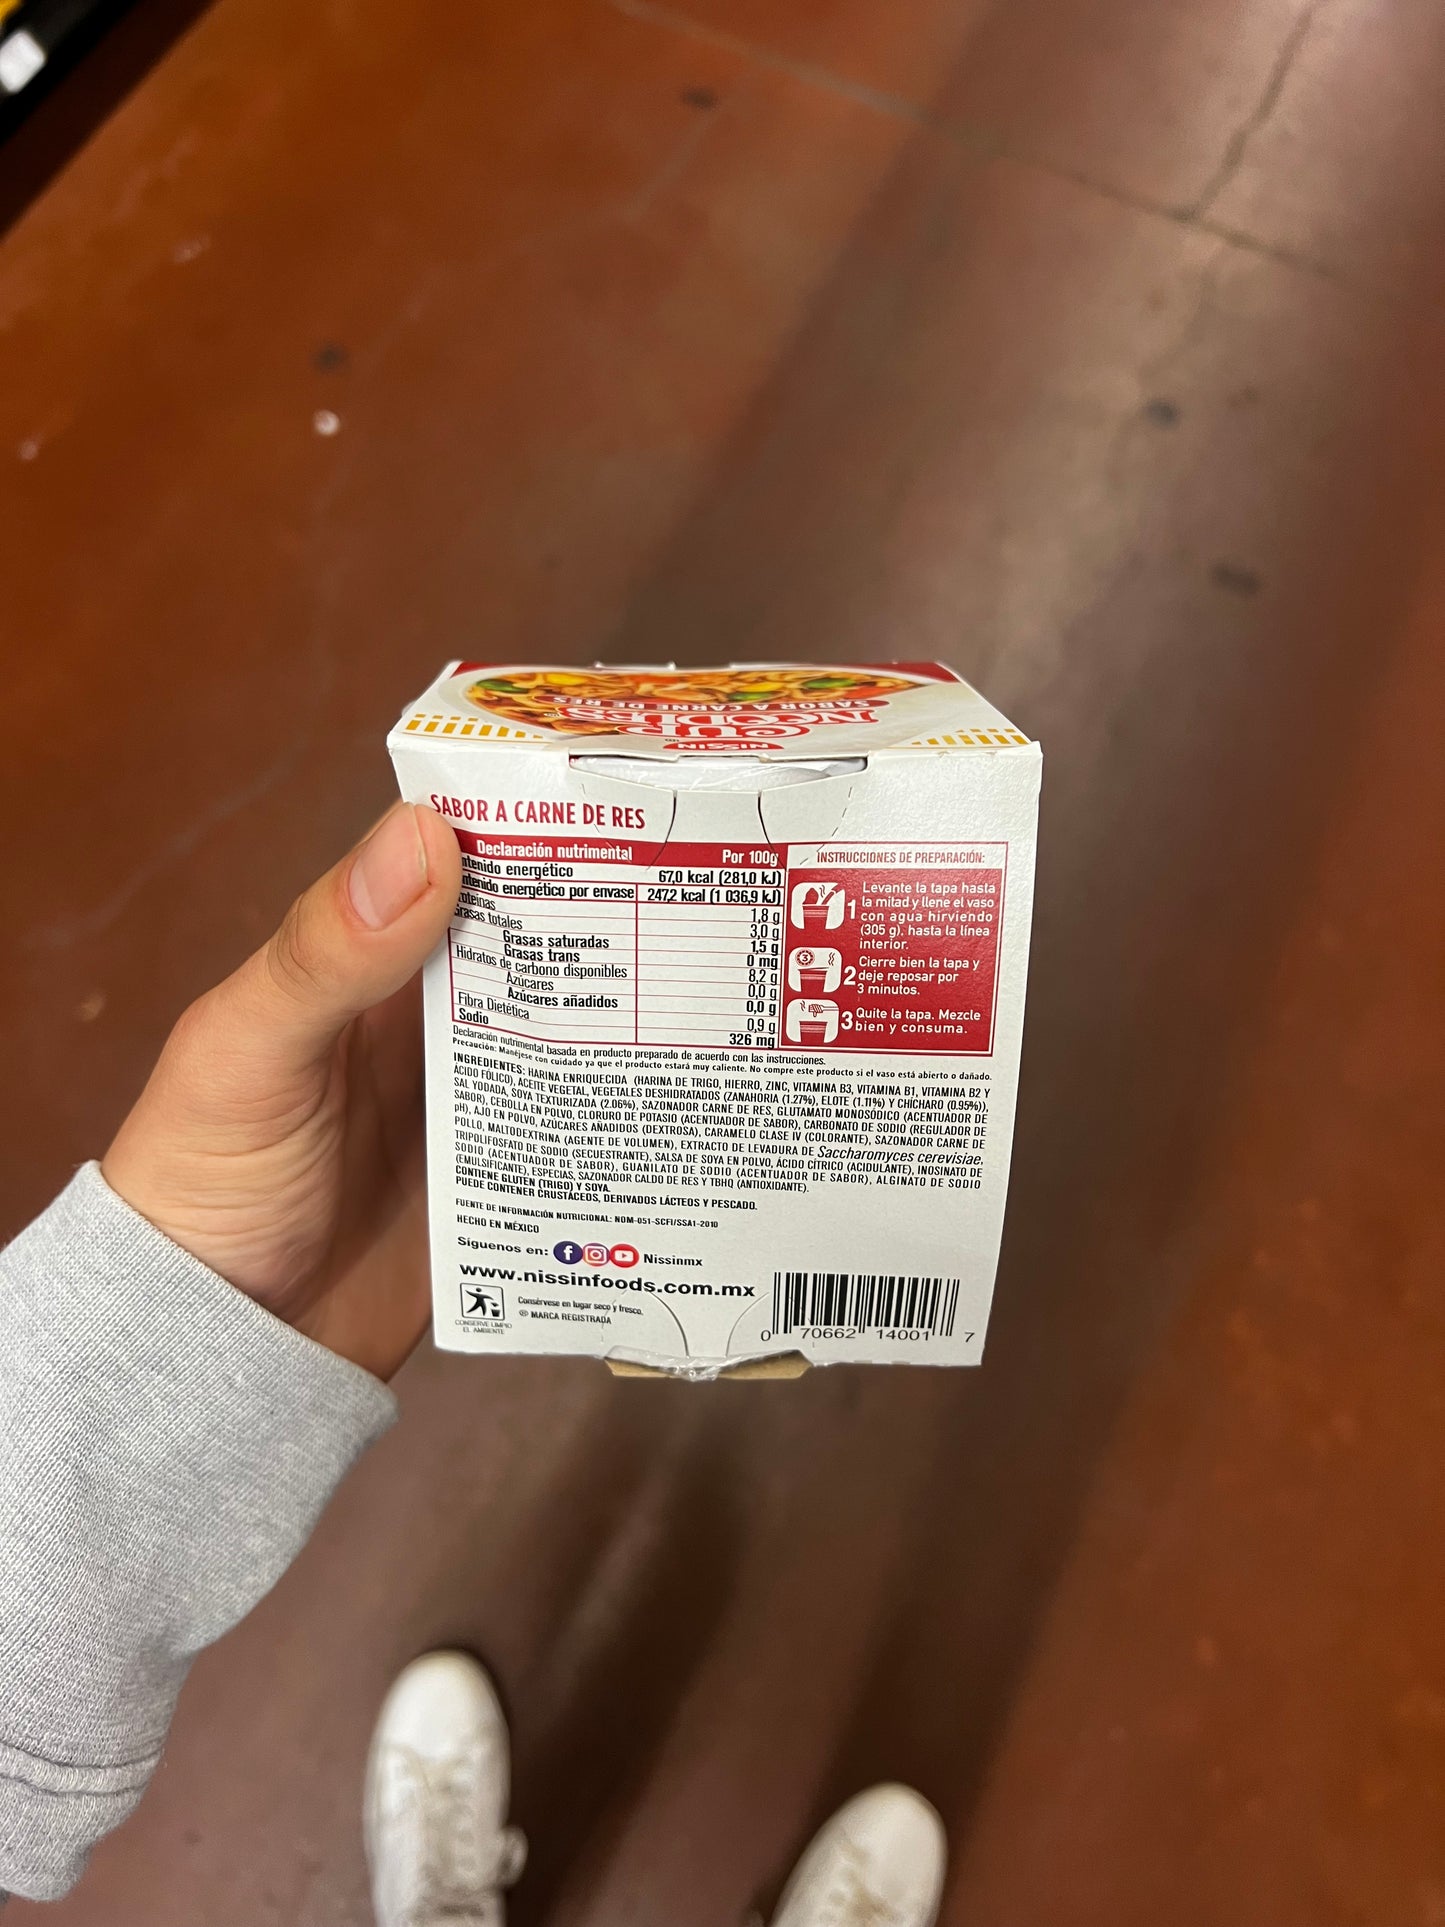 SABOR A CARNE DE RES
CUP
NOODLES
NISSIN
SABOR A CARNE DE RES
Declaración nutrimental Por 100g
ntenido energético 67,0 kcal (281,0 kJ)
ntenido energético por envase 247,2 kcal (1 036,9 kJ)
oteínas 1,8 g
Grasas totales 3,0 g
Grasas saturadas 1,5 g
Grasas trans 0 mg
Hidratos de carbono disponibles 8,2 g
Azúcares 0,0 g
Azúcares añadidos 0,0 g
Fibra Dietética 0,9 g
Sodio 326 mg
INSTRUCCIONES DE PREPARACIÓN:
1 Levante la tapa hasta
la mitad y llene el vaso
con agua hirviendo
(305 g), hasta la línea
interior.
3
2 Cierre bien la tapa y
deje reposar por
3 minutos.
3 Quite la tapa. Mezcle
bien y consuma.
Declaración nutrimental basada en producto preparado de acuerdo con las instrucciones.
Precaución: Manéjese con cuidado ya que el producto estará muy caliente. No compre este producto si el vaso está abierto o dañado.
INGREDIENTES: HARINA ENRIQUECIDA (HARINA DE TRIGO, HIERRO, ZINC, VITAMINA B3, VITAMINA B1, VITAMINA B2 Y
ÁCIDO FÓLICO), ACEITE VEGETAL, VEGETALES DESHIDRATADOS (ZANAHORIA (1.27%), ELOTE (1.11%) Y CHÍCHARO (0.95%)),
SAL YODADA, SOYA TEXTURIZADA (2.06%), SAZONADOR CARNE DE RES, GLUTAMATO MONOSÓDICO (ACENTUADOR DE
SABOR), CEBOLLA EN POLVO, CLORURO DE POTASIO (ACENTUADOR DE SABOR), CARBONATO DE SODIO (REGULADOR DE
pH), AJO EN POLVO, AZÚCARES AÑADIDOS (DEXTROSA), CARAMELO CLASE IV (COLORANTE), SAZONADOR CARNE DE
POLLO, MALTODEXTRINA (AGENTE DE VOLUMEN), EXTRACTO DE LEVADURA DE Saccharomyces cerevisiae,
TRIPOLIFOSFATO DE SODIO (SECUESTRANTE), SALSA DE SOYA EN POLVO, ÁCIDO CÍTRICO (ACIDULANTE), INOSINATO DE
SODIO (ACENTUADOR DE SABOR), GUANILATO DE SODIO (ACENTUADOR DE SABOR), ALGINATO DE SODIO
(EMULSIFICANTE), ESPECIAS, SAZONADOR CALDO DE RES Y TBHQ (ANTIOXIDANTE).
CONTIENE GLUTEN (TRIGO) Y SOYA.
PUEDE CONTENER CRUSTÁCEOS, DERIVADOS LÁCTEOS Y PESCADO.
FUENTE DE INFORMACIÓN NUTRICIONAL: NOM-051-SCFI/SSA1-2010
HECHO EN MÉXICO
Síguenos en: f Nissinmx
www.nissinfoods.com.mx
Consérvese en lugar seco y fresco.
® MARCA REGISTRADA
CONSERVE LIMPIO
EL AMBIENTE
0 70662 14001 7